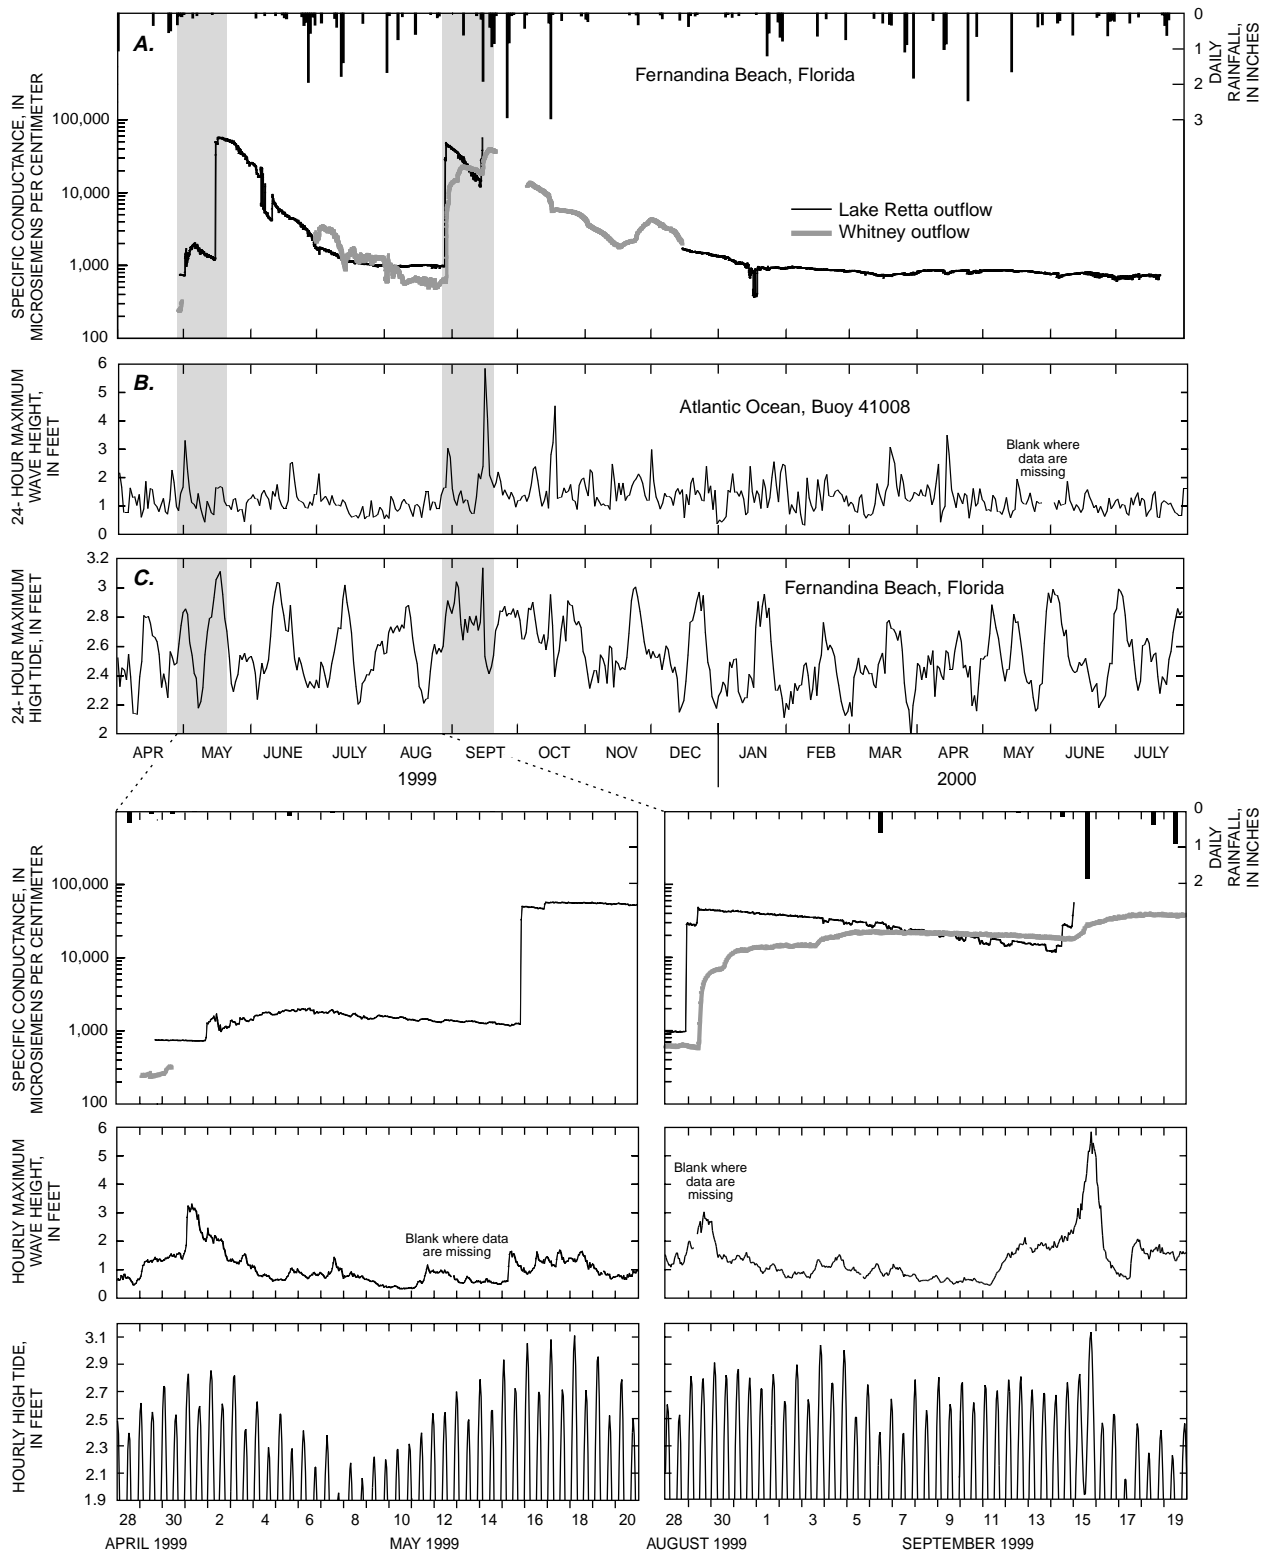 A.
Fernandina Beach, Florida
SPECIFIC CONDUCTANCE, IN
MICROSIEMENS PER CENTIMETER
100,000
10,000
1,000
100
0
1
2
3
DAILY
RAINFALL,
IN INCHES
Lake Retta outflow
Whitney outflow
B.
Atlantic Ocean, Buoy 41008
24- HOUR MAXIMUM
WAVE HEIGHT,
IN FEET
6
5
4
3
2
1
0
Blank where
data are
missing
C.
Fernandina Beach, Florida
24- HOUR MAXIMUM
HIGH TIDE, IN FEET
3.2
3
2.8
2.6
2.4
2.2
2
APR MAY JUNE JULY AUG SEPT OCT NOV DEC JAN FEB MAR APR MAY JUNE JULY
1999 2000
SPECIFIC CONDUCTANCE, IN
MICROSIEMENS PER CENTIMETER
100,000
10,000
1,000
100
0
1
2
DAILY
RAINFALL,
IN INCHES
HOURLY MAXIMUM
WAVE HEIGHT,
IN FEET
6
5
4
3
2
1
0
Blank where data
are missing
Blank where
data are
missing
HOURLY HIGH TIDE,
IN FEET
3.1
2.9
2.7
2.5
2.3
2.1
1.9
28 30 2 4 6 8 10 12 14 16 18 20
APRIL 1999 MAY 1999
28 30 1 3 5 7 9 11 13 15 17 19
AUGUST 1999 SEPTEMBER 1999